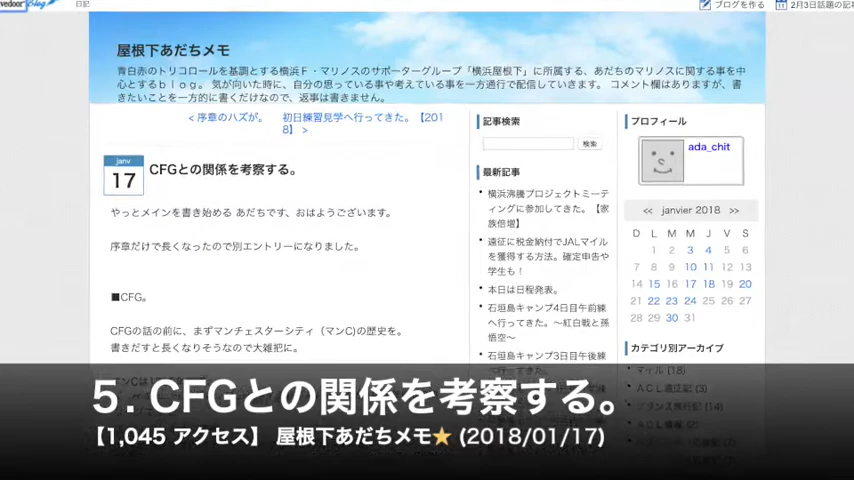 vedoor Blog
日記
ブログを作る
2月3日話題の記事
屋根下あだちメモ
青白赤のトリコロールを基調とする横浜F・マリノスのサポーターグループ「横浜屋根下」に所属する、あだちのマリノスに関する事を中
心とするblog。気が向いた時に、自分の思っている事や考えている事を一方通行で配信していきます。 コメント欄はありますが、書
きたいことを一方的に書くだけなので、返事は書きません。
< 序章のハズが。
初日練習見学へ行ってきた。【201
8】 >
janv
17
CFGとの関係を考察する。
やっとメインを書き始める あだちです、おはようございます。
序章だけで長くなったので別エントリーになりました。
■CFG。
CFGの話の前に、まずマンチェスターシティ（マンC)の歴史を。
書きだすと長くなりそうなので大雑把に。
記事検索
検索
最新記事
横浜沸騰プロジェクトミーテ
ィングに参加してきた。【家
族倍増】
遠征に税金納付でJALマイル
を獲得する方法。確定申告や
学生も！
本日は日程発表。
石垣島キャンプ4日目午前練
へ行ってきた。～紅白戦と孫
悟空～
石垣島キャンプ3日目午後練
プロフィール
ada_chit
<< janvier 2018 >>
D L M M J V S
1 2 3 4 5 6
7 8 9 10 11 12 13
14 15 16 17 18 19 20
21 22 23 24 25 26 27
28 29 30 31
カテゴリ別アーカイブ
マイル (18)
ACL遠征記 (3)
５. CFGとの関係を考察する。
【1,045 アクセス】 屋根下あだちメモ⭐ (2018/01/17)